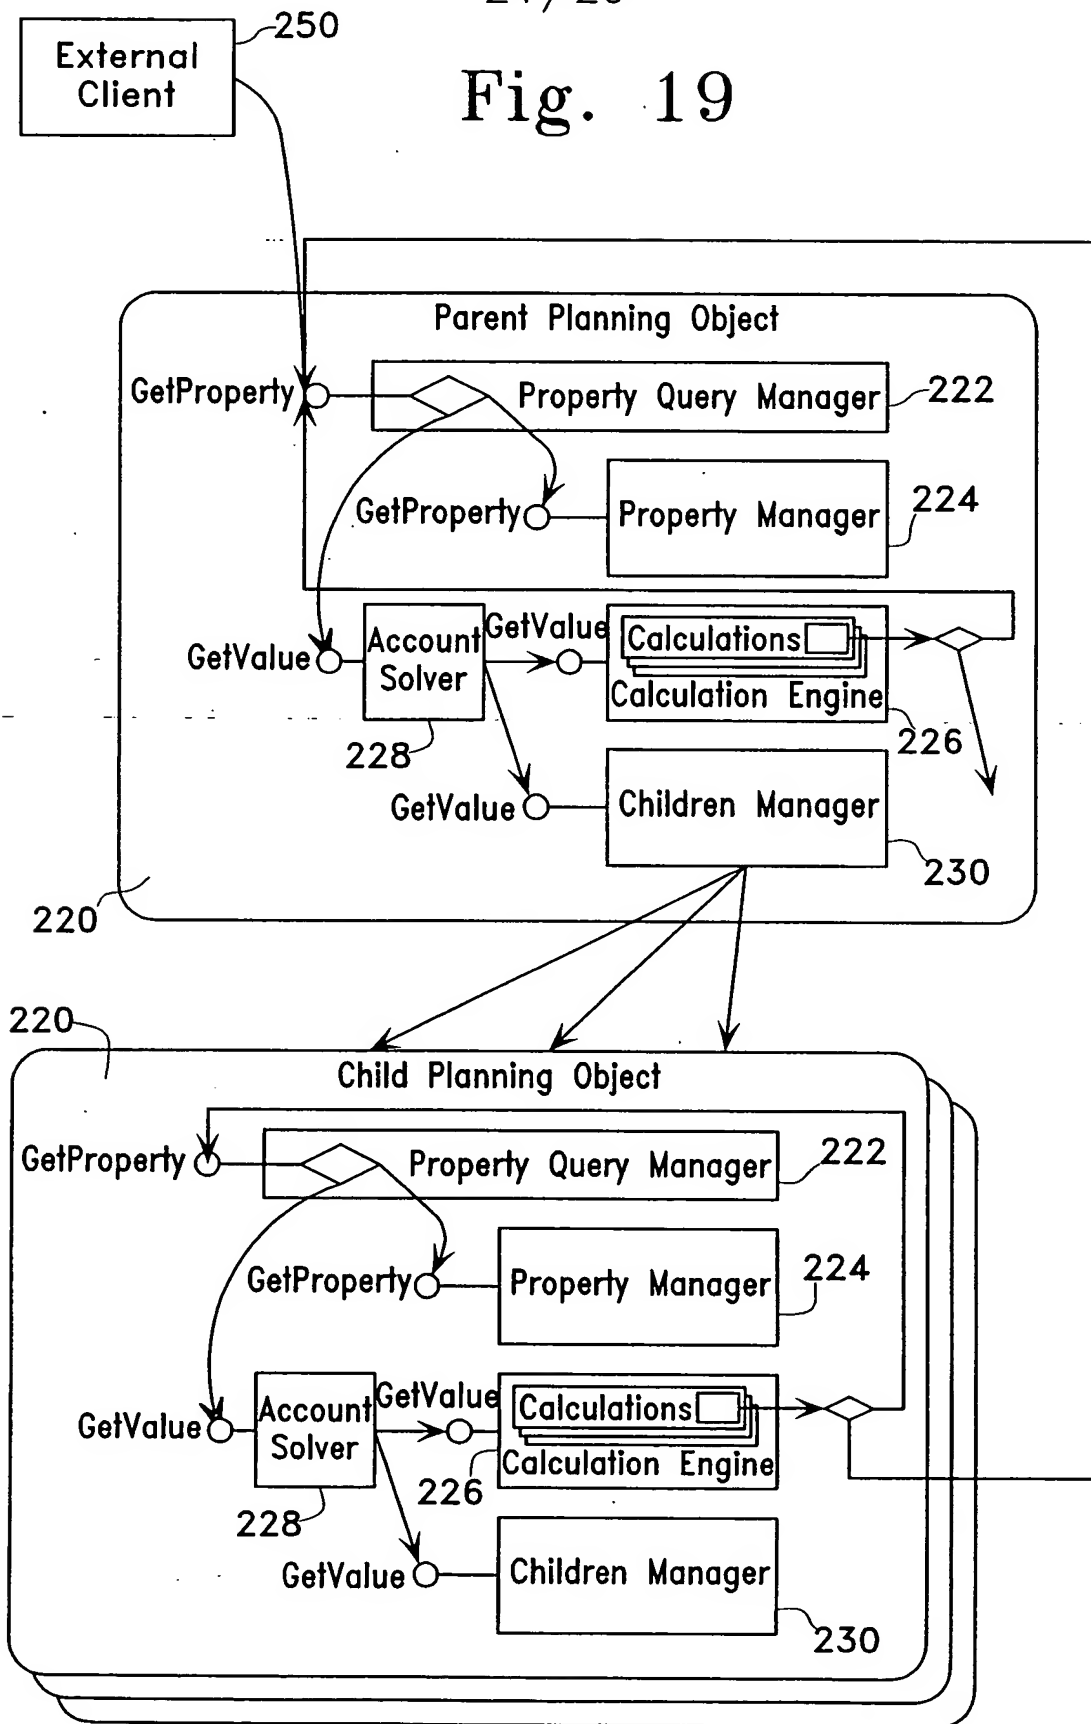 250
External
Client
Fig. 19
Parent Planning Object
GetProperty
Property Query Manager
222
GetProperty
Property Manager
224
GetValue
Account
Solver
GetValue
Calculations
Calculation Engine
228
226
GetValue
Children Manager
230
220
220
Child Planning Object
GetProperty
Property Query Manager
222
GetProperty
Property Manager
224
GetValue
Account
Solver
GetValue
Calculations
Calculation Engine
226
228
GetValue
Children Manager
230